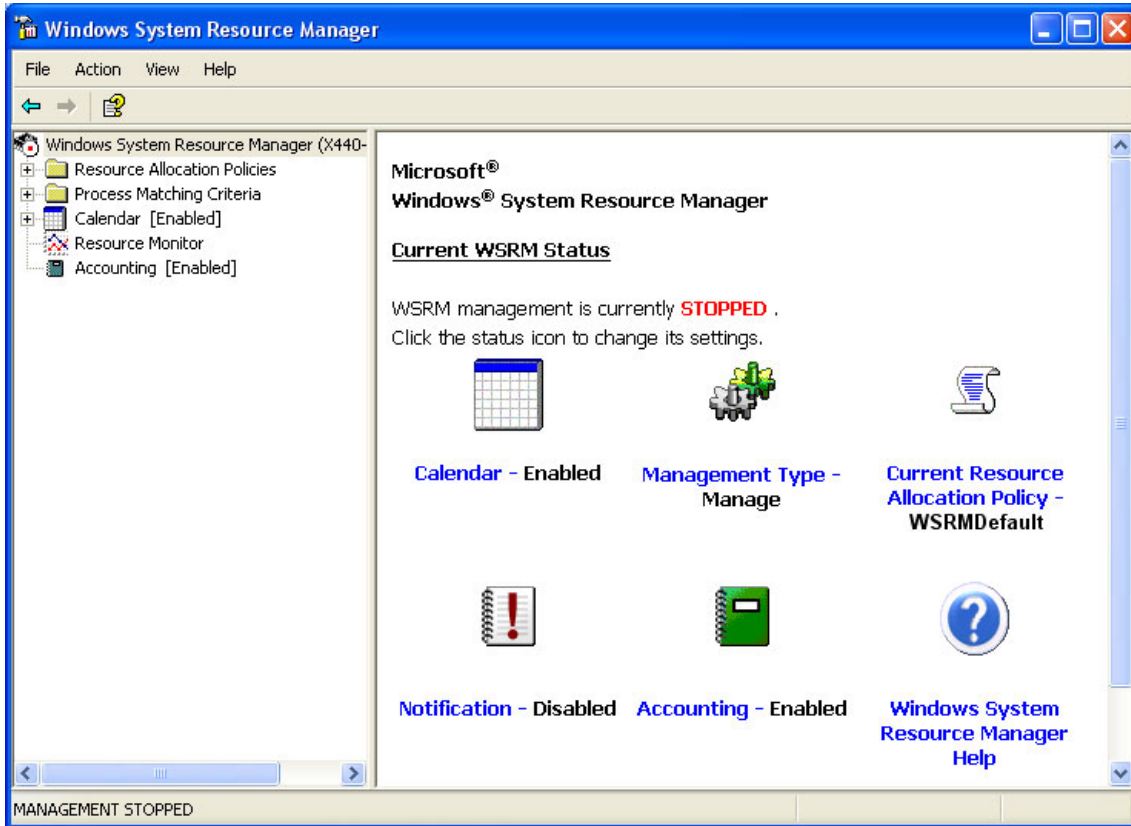 Windows System Resource Manager
File Action View Help
Windows System Resource Manager (X440-
Resource Allocation Policies
Process Matching Criteria
Calendar [Enabled]
Resource Monitor
Accounting [Enabled]
Microsoft®
Windows® System Resource Manager
Current WSRM Status
WSRM management is currently STOPPED .
Click the status icon to change its settings.
Calendar - Enabled
Management Type -
Manage
Current Resource
Allocation Policy -
WSRMDefault
Notification - Disabled
Accounting - Enabled
Windows System
Resource Manager
Help
MANAGEMENT STOPPED